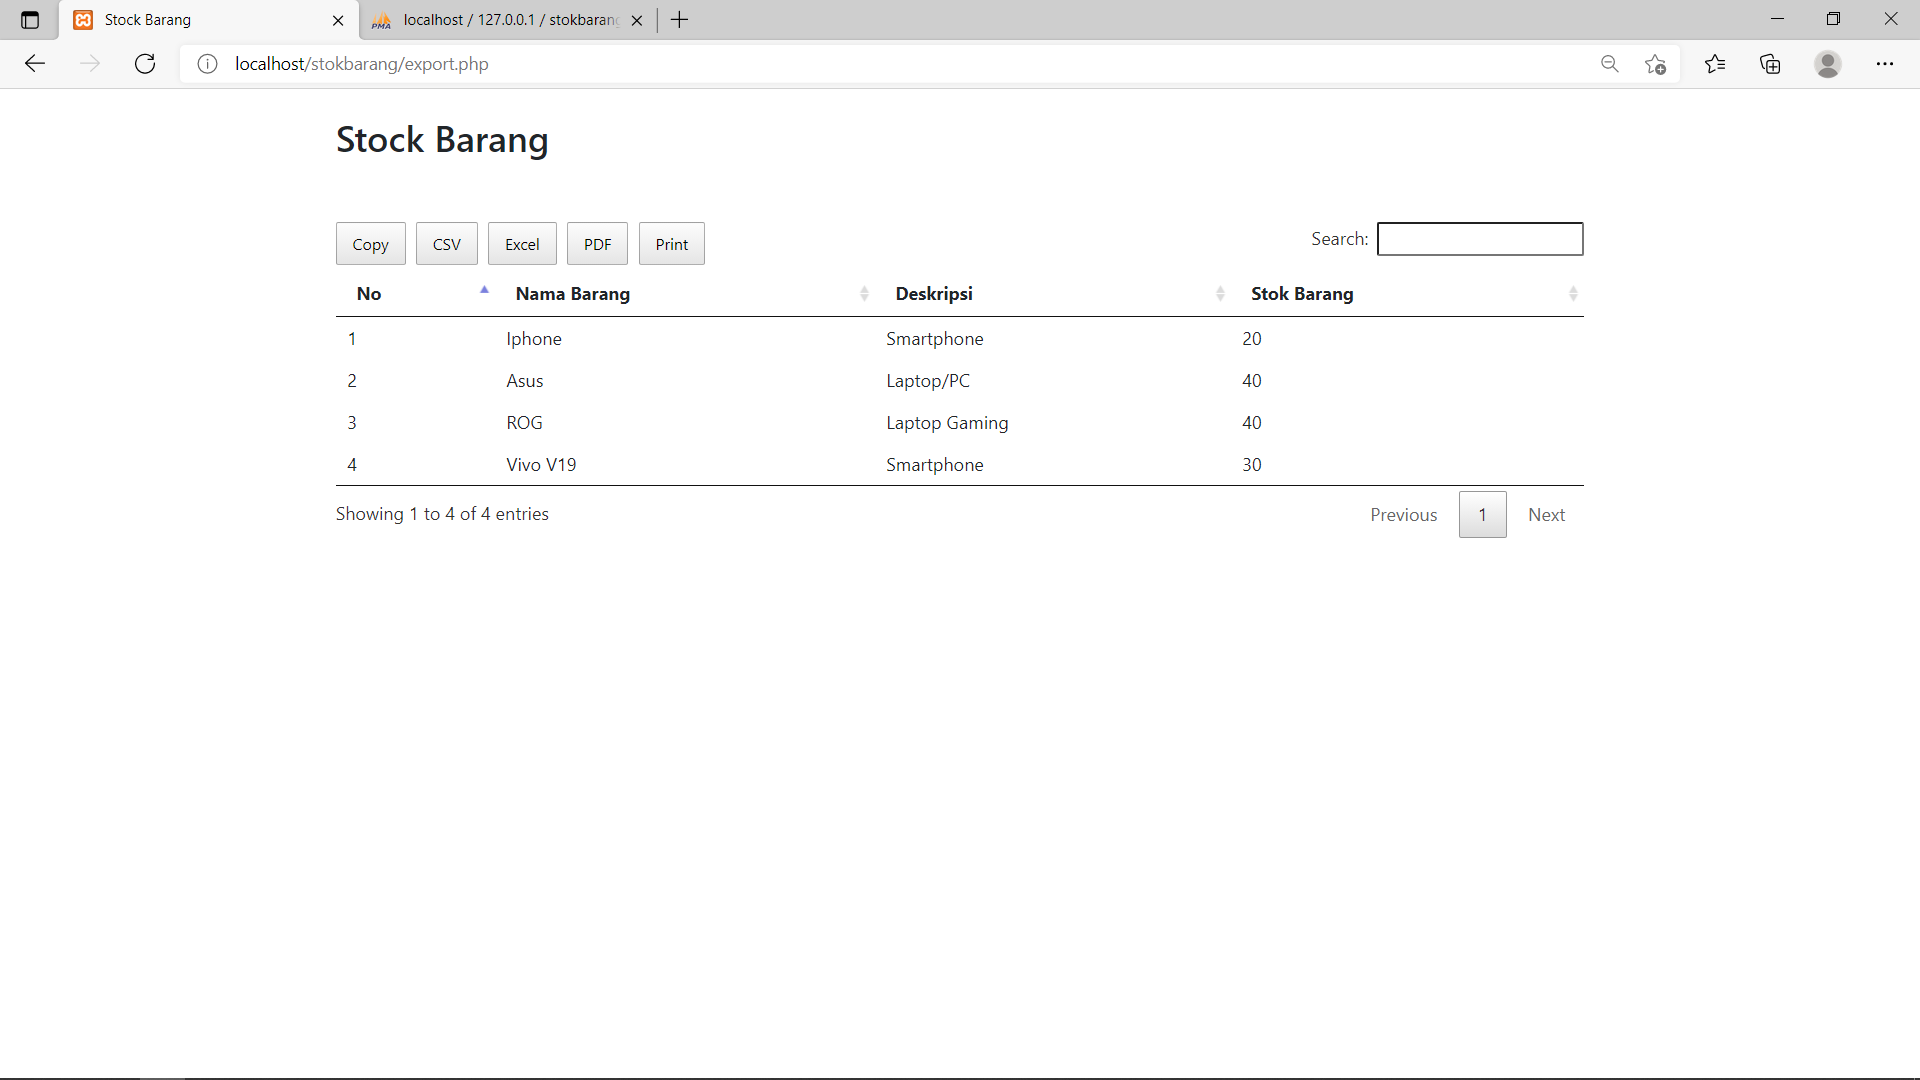 Stock Barang
PMA localhost / 127.0.0.1 / stokbarang
localhost/stokbarang/export.php
Stock Barang
Copy CSV Excel PDF Print Search:
No Nama Barang Deskripsi Stok Barang
1 Iphone Smartphone 20
2 Asus Laptop/PC 40
3 ROG Laptop Gaming 40
4 Vivo V19 Smartphone 30
Showing 1 to 4 of 4 entries Previous 1 Next